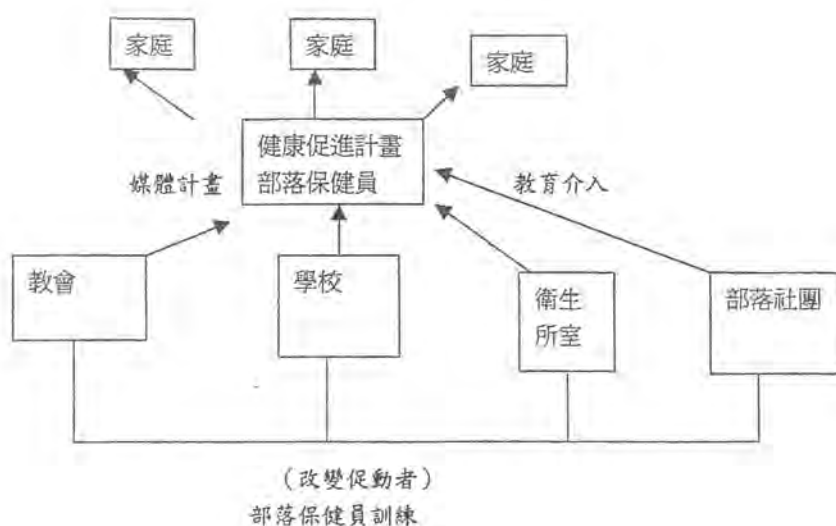 家庭
家庭
家庭
健康促進計畫
部落保健員
媒體計畫
教育介入
教會
學校
衛生
所室
部落社團
（改變促動者）
部落保健員訓練